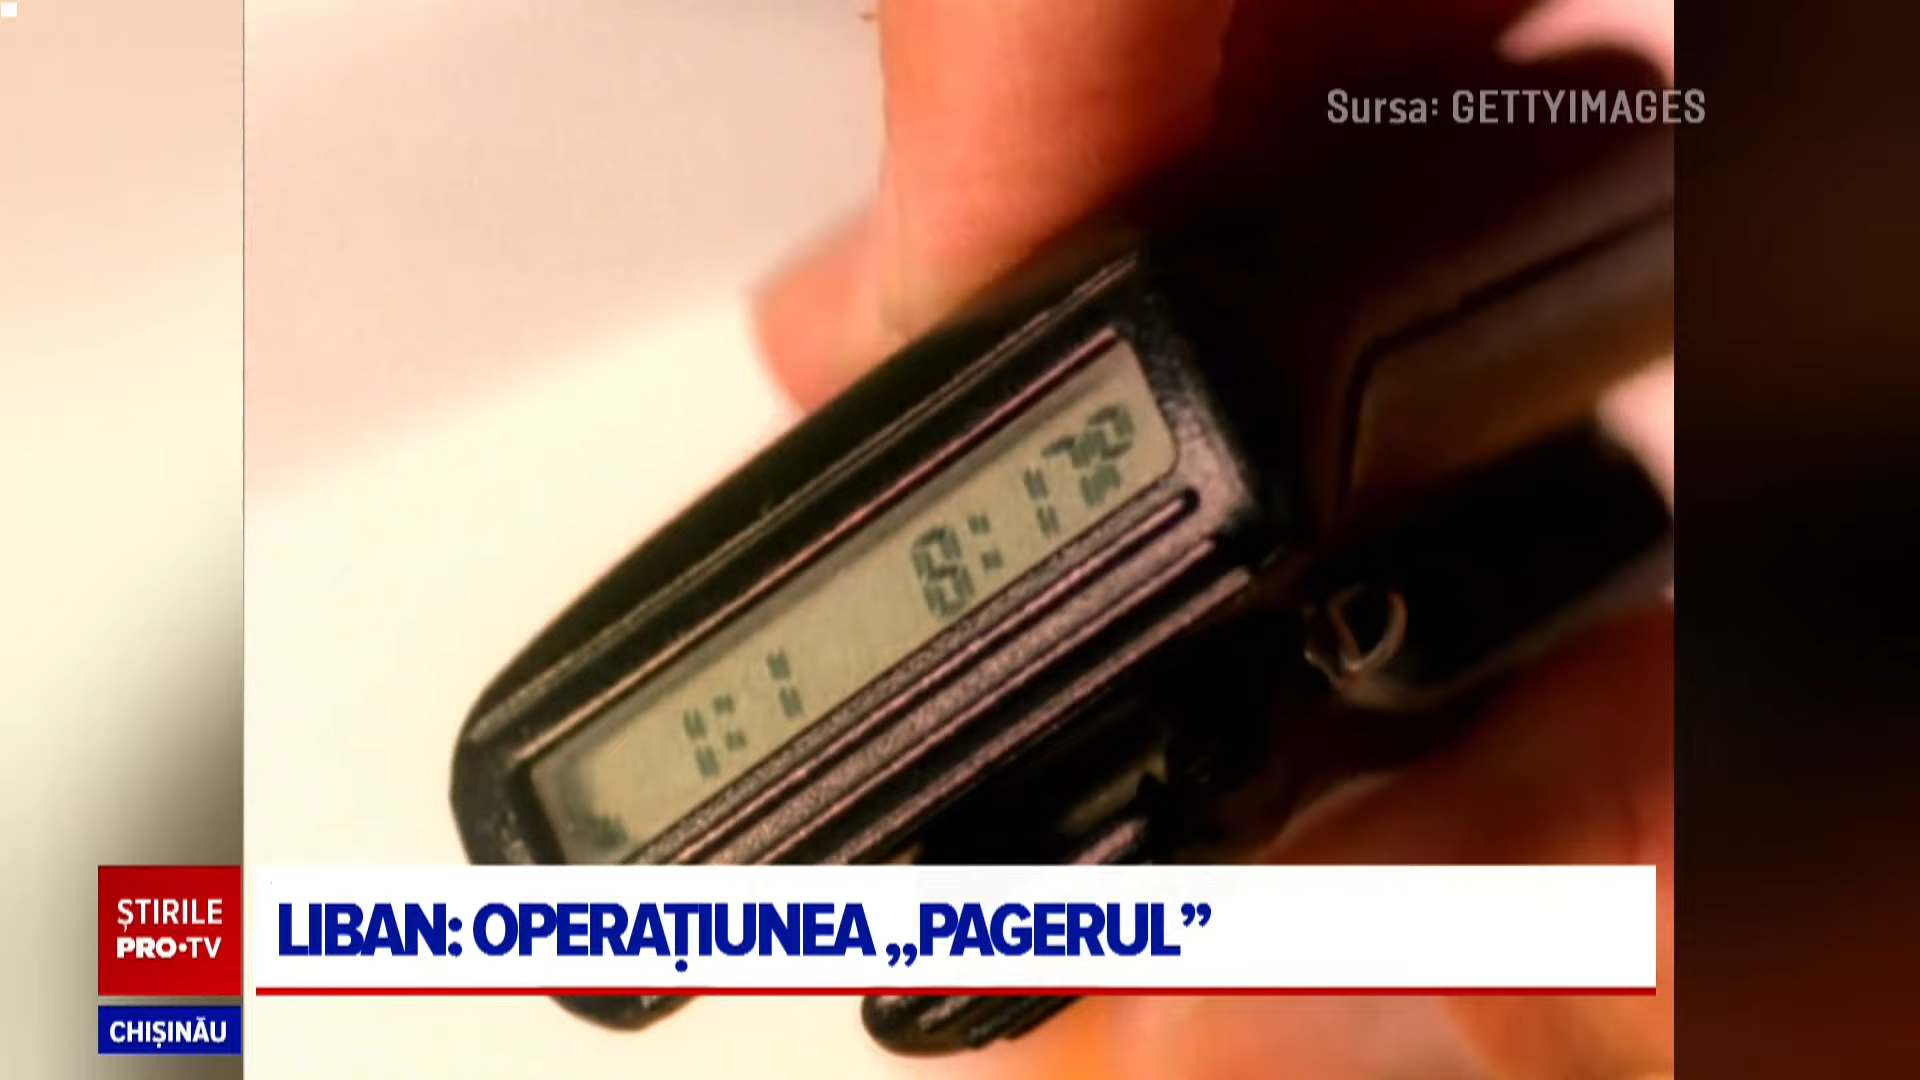 Sursa: GETTYIMAGES
ȘTIRILE
PRO•TV
LIBAN: OPERAȚIUNEA „PAGERUL”
CHIȘINĂU